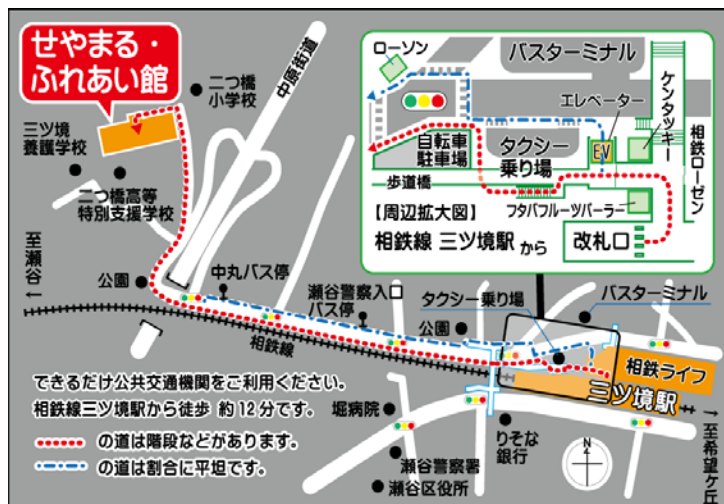 せやまる・
ふれあい館
二つ橋
小学校
中原街道
三ツ境
養護学校
二つ橋高等
特別支援学校
至瀬谷←
公園
中丸バス停
瀬谷警察入口
バス停
相鉄線
公園
タクシー乗り場
バスターミナル
相鉄ライフ
三ツ境駅
→至希望ケ丘
りそな
銀行
堀病院
瀬谷警察署
瀬谷区役所
N
ローソン
バスターミナル
エレベーター
ケンタッキー
相鉄ローゼン
自転車
駐車場
タクシー
乗り場
EV
歩道橋
【周辺拡大図】
フタバフルーツパーラー
相鉄線 三ツ境駅 から
改札口
できるだけ公共交通機関をご利用ください。
相鉄線三ツ境駅から徒歩 約12分です。
の道は階段などがあります。
の道は割合に平坦です。